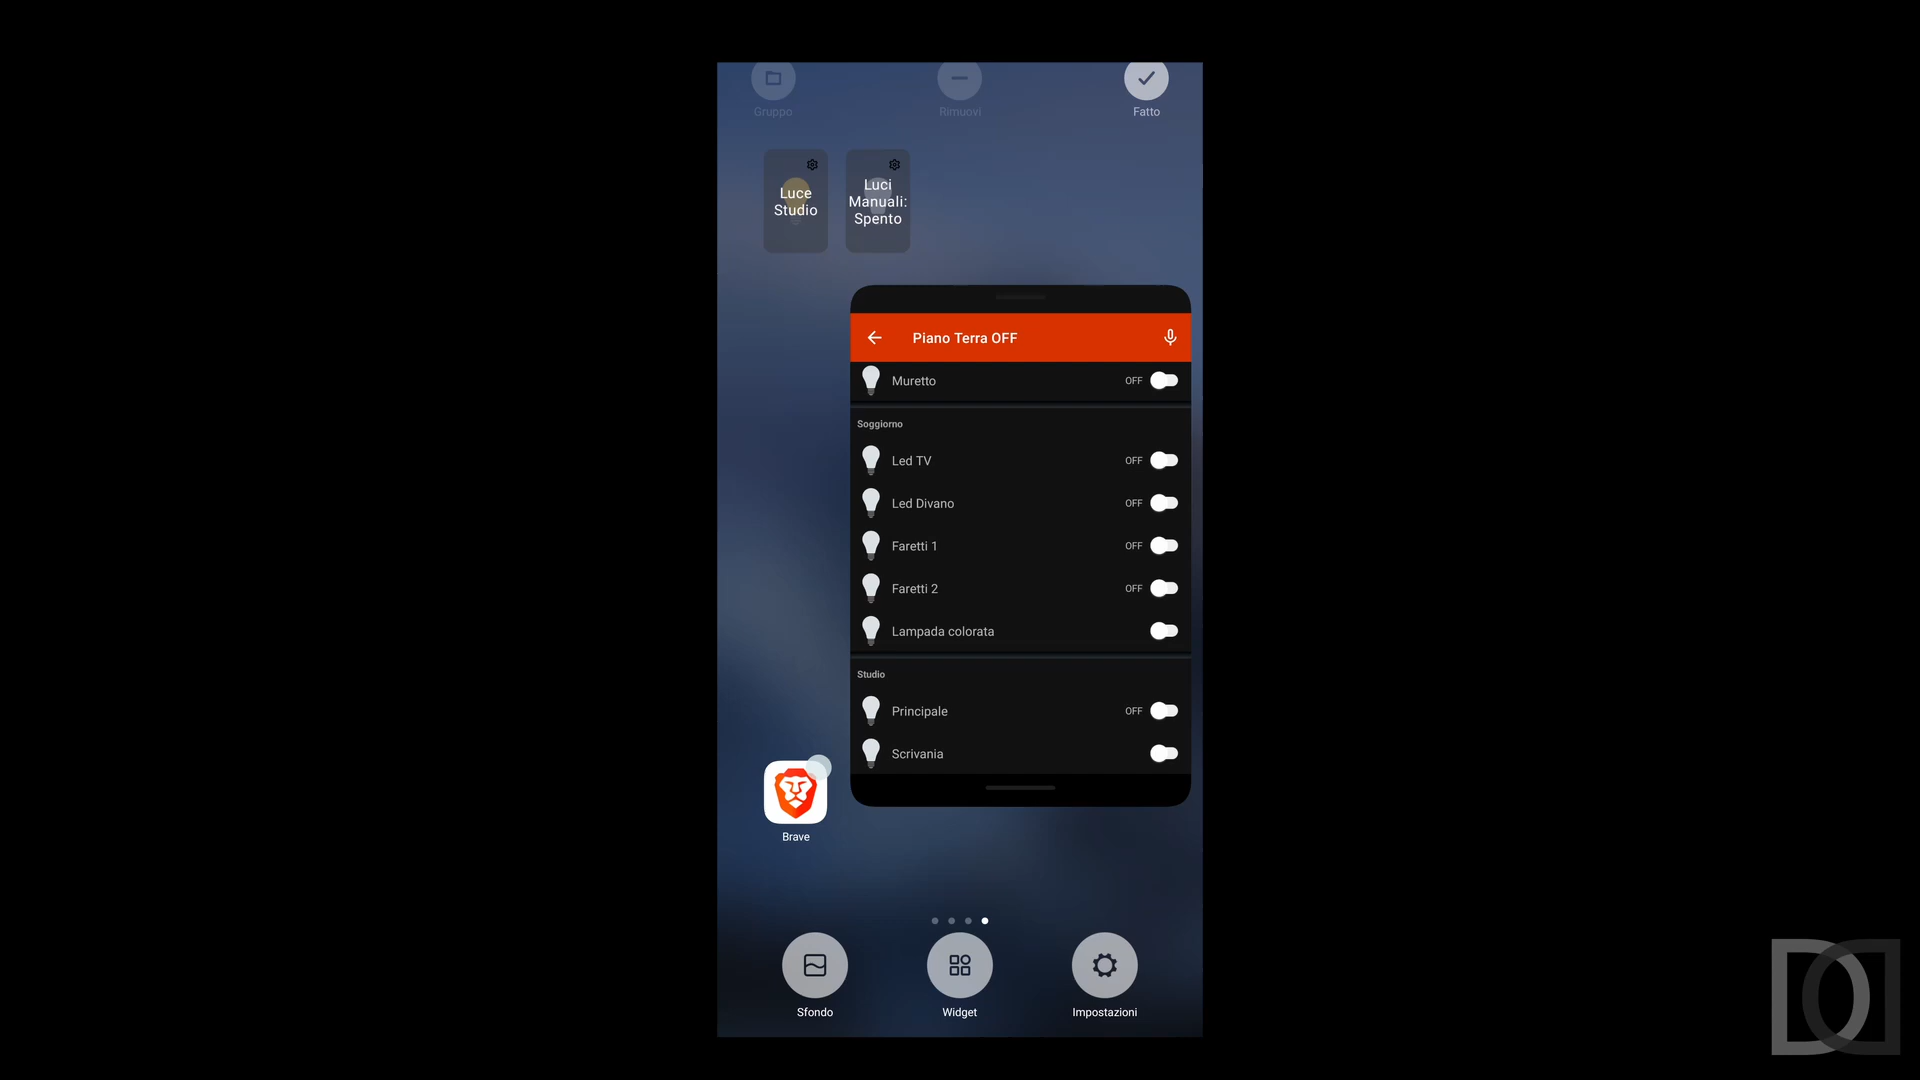 Gruppo
Rimuovi
Fatto
Luce
Studio
Luci
Manuali:
Spento
Piano Terra OFF
Muretto OFF
Soggiorno
Led TV OFF
Led Divano OFF
Faretti 1 OFF
Faretti 2 OFF
Lampada colorata
Studio
Principale OFF
Scrivania
Brave
Sfondo
Widget
Impostazioni